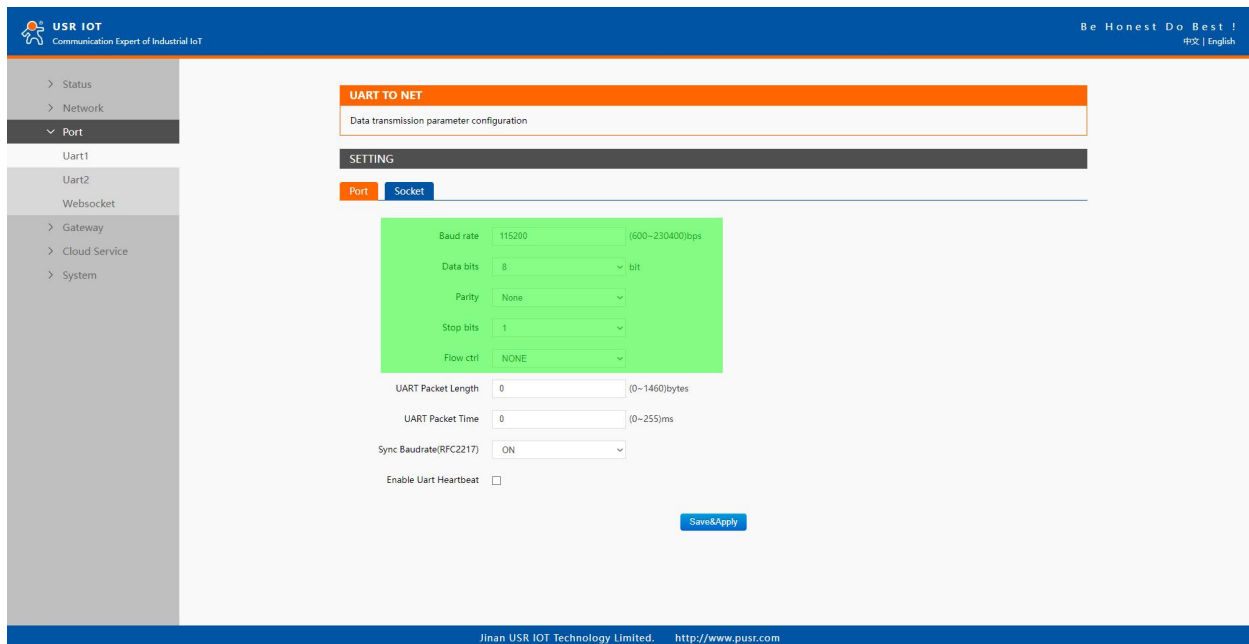 USR IOT
Communication Expert of Industrial IoT
Be Honest Do Best !
中文 | English
Status
Network
Port
Uart1
Uart2
Websocket
Gateway
Cloud Service
System
UART TO NET
Data transmission parameter configuration
SETTING
Port Socket
Baud rate 115200 (600~230400)bps
Data bits 8 bit
Parity None
Stop bits 1
Flow ctrl NONE
UART Packet Length 0 (0~1460)bytes
UART Packet Time 0 (0~255)ms
Sync Baudrate(RFC2217) ON
Enable Uart Heartbeat
Save&Apply
Jinan USR IOT Technology Limited. http://www.pusr.com